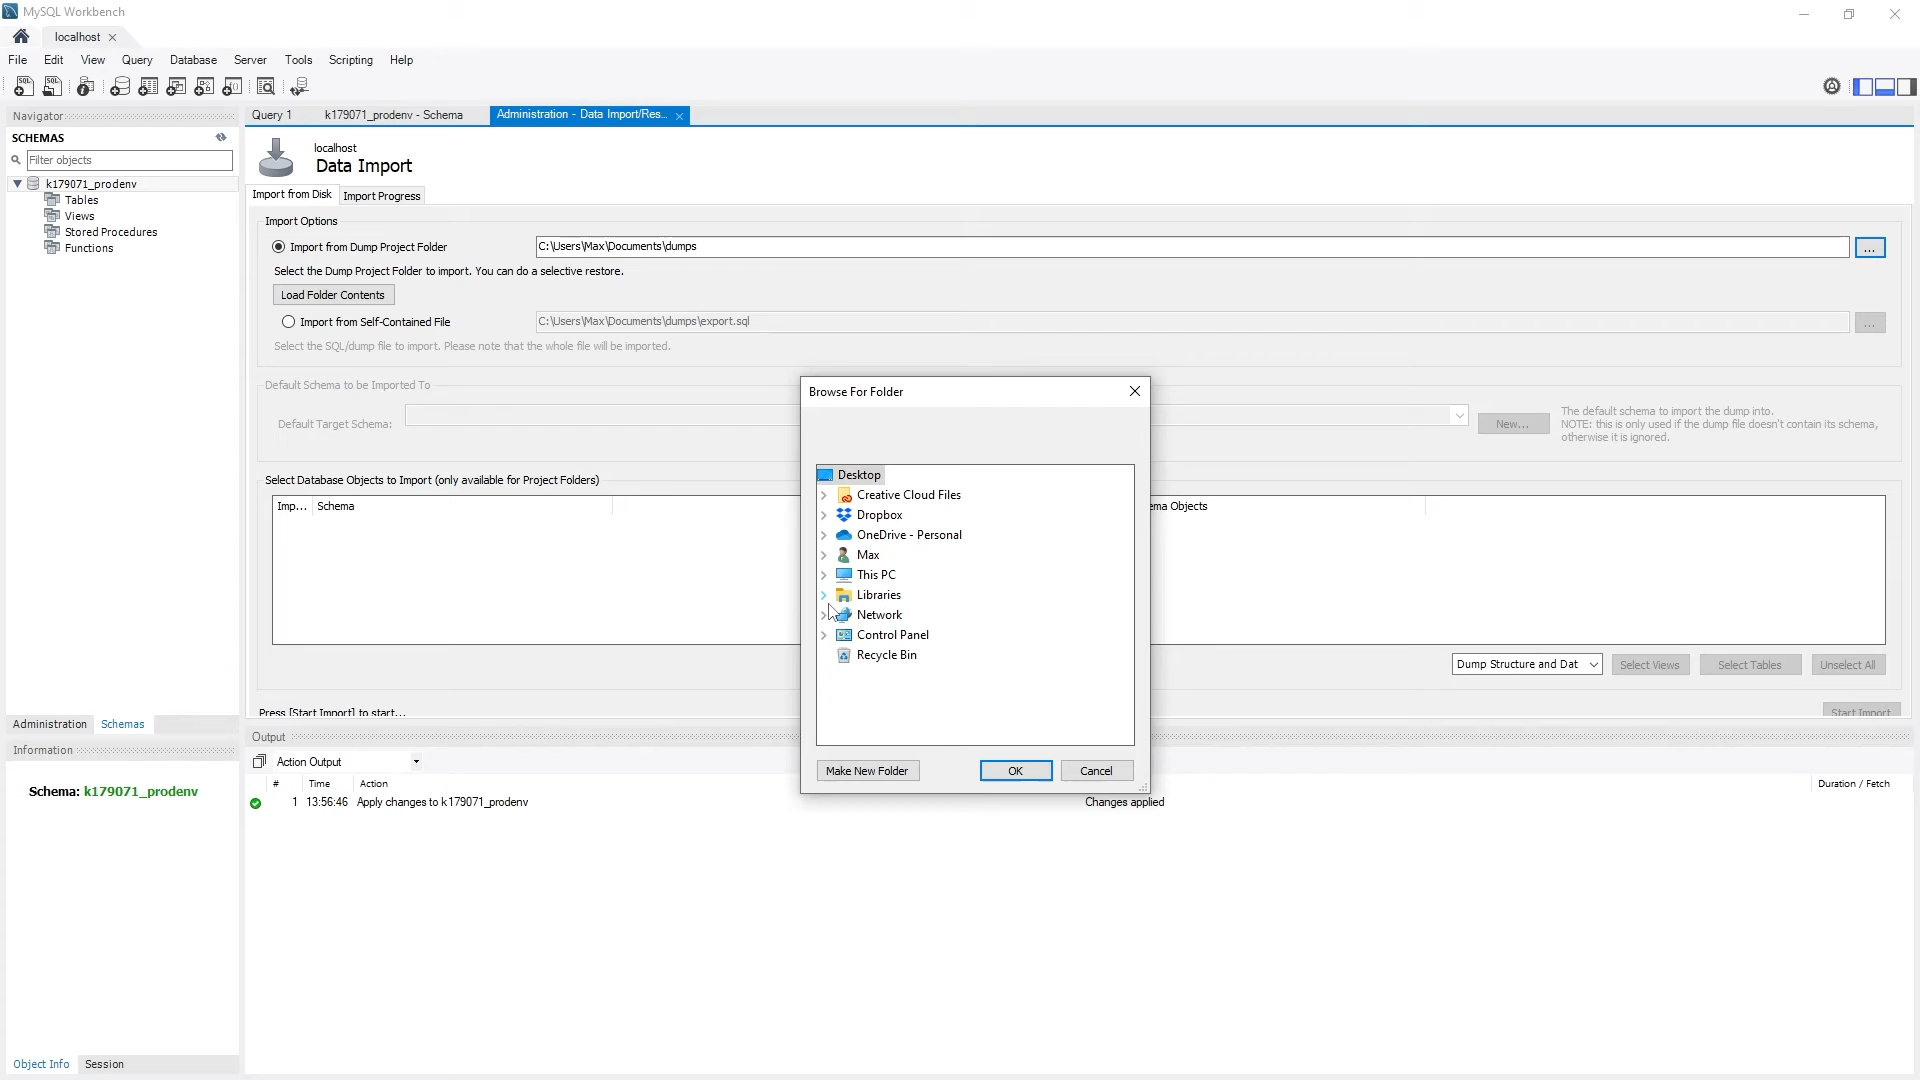 MySQL Workbench
localhost
File Edit View Query Database Server Tools Scripting Help
Navigator
SCHEMAS
Filter objects
k179071_prodenv
Tables
Views
Stored Procedures
Functions
Administration Schemas
Information
Schema: k179071_prodenv
Object Info Session
Query 1 k179071_prodenv - Schema Administration - Data Import/Res...
localhost
Data Import
Import from Disk Import Progress
Import Options
Import from Dump Project Folder C:\Users\Max\Documents\dumps ...
Select the Dump Project Folder to import. You can do a selective restore.
Load Folder Contents
Import from Self-Contained File C:\Users\Max\Documents\dumps\export.sql ...
Select the SQL/dump file to import. Please note that the whole file will be imported.
Default Schema to be Imported To
Default Target Schema: New...
The default schema to import the dump into.
NOTE: this is only used if the dump file doesn't contain its schema,
otherwise it is ignored.
Select Database Objects to Import (only available for Project Folders)
Imp... Schema ema Objects
Dump Structure and Dat Select Views Select Tables Unselect All
Press [Start Import] to start... Start Import
Browse For Folder
Desktop
Creative Cloud Files
Dropbox
OneDrive - Personal
Max
This PC
Libraries
Network
Control Panel
Recycle Bin
Make New Folder OK Cancel
Output
Action Output
# Time Action Duration / Fetch
1 13:56:46 Apply changes to k179071_prodenv Changes applied